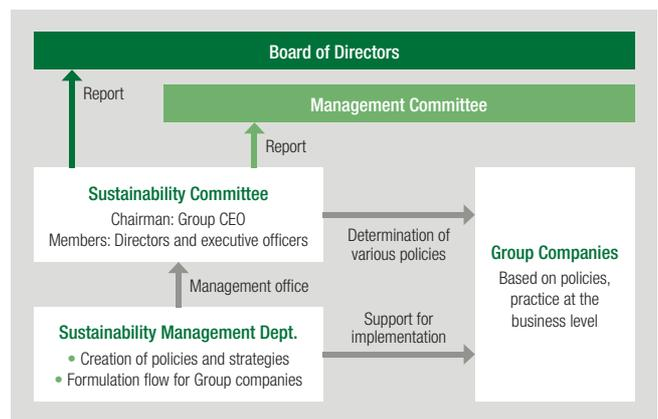 Board of Directors
Report
Management Committee
Report
Sustainability Committee
Chairman: Group CEO
Members: Directors and executive officers
Determination of
various policies
Group Companies
Based on policies,
practice at the
business level
Management office
Sustainability Management Dept.
• Creation of policies and strategies
• Formulation flow for Group companies
Support for
implementation